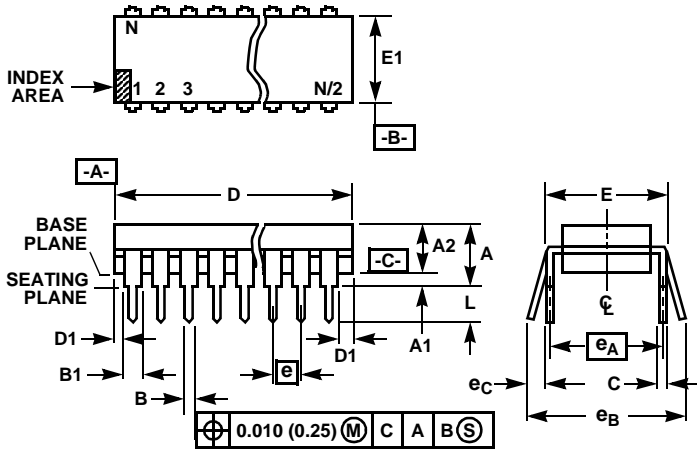 N
E1
INDEX
AREA
1 2 3 N/2
-B-
-A-
D
E
BASE
PLANE
A2
A
-C-
SEATING
PLANE
L
C
L
D1
A1
D1
eA
B1
e
eC
C
B
eB
0.010 (0.25) M C A B S